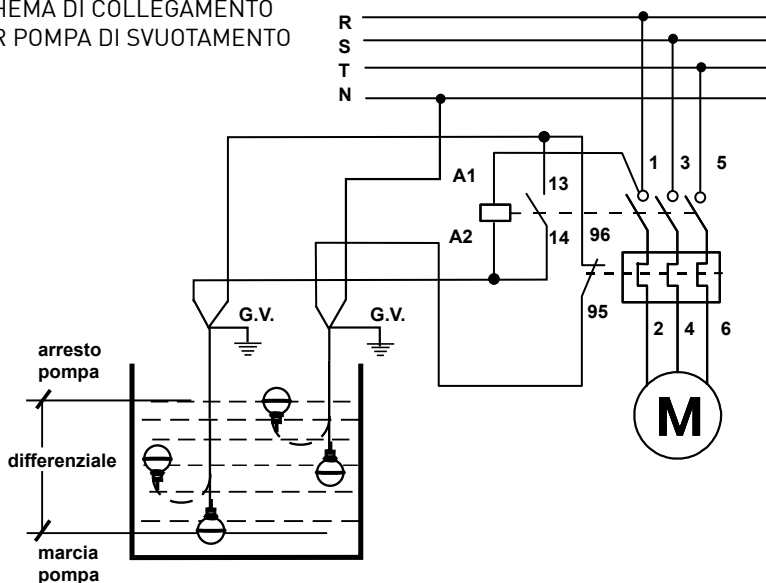 HEMA DI COLLEGAMENTO
R POMPA DI SVUOTAMENTO
R
S
T
N
1 3 5
A1
13
A2
14
96
95
G.V. G.V.
2 4 6
M
arresto
pompa
differenziale
marcia
pompa